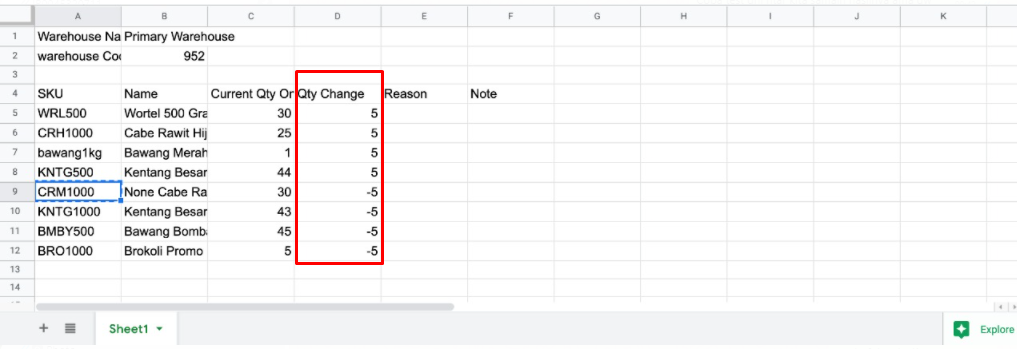 A B C D E F G H I J K
1 Warehouse Na Primary Warehouse
2 warehouse Coo 952
3
4 SKU Name Current Qty On Qty Change Reason Note
5 WRL500 Wortel 500 Gra 30 5
6 CRH1000 Cabe Rawit Hij 25 5
7 bawang1kg Bawang Merah 1 5
8 KNTG500 Kentang Besar 44 5
9 CRM1000 None Cabe Ra 30 -5
10 KNTG1000 Kentang Besar 43 -5
11 BMBY500 Bawang Bomba 45 -5
12 BRO1000 Brokoli Promo 5 -5
13
14
Sheet1
Explore